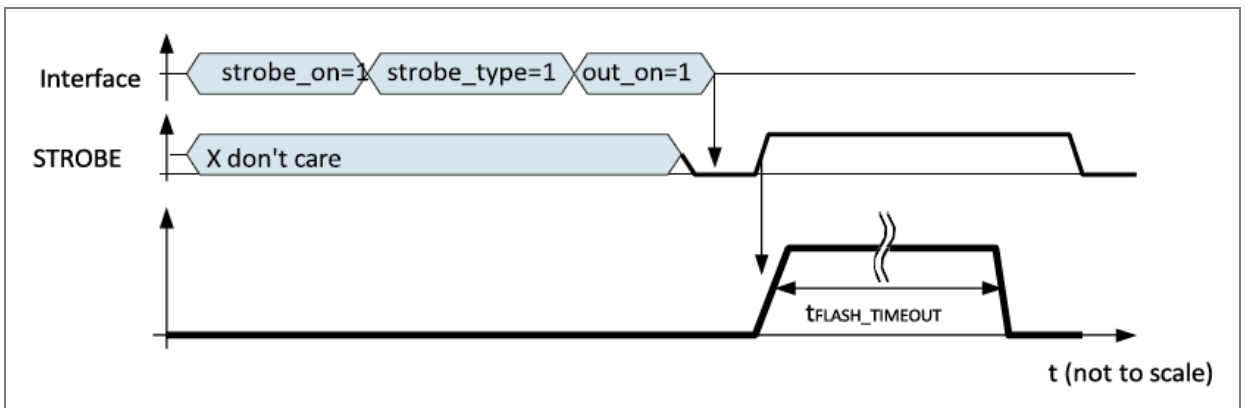 Interface
strobe_on=1 strobe_type=1 out_on=1
STROBE
X don't care
tFLASH_TIMEOUT
t (not to scale)